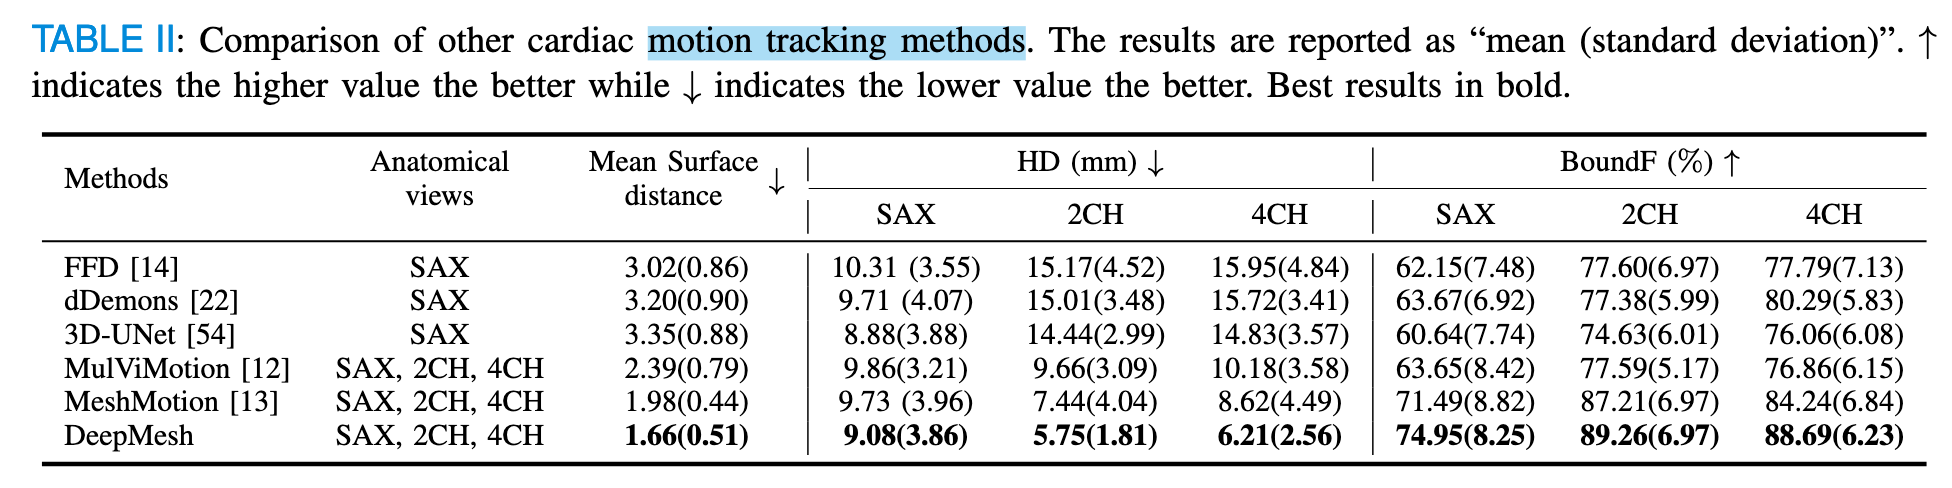 TABLE II: Comparison of other cardiac motion tracking methods. The results are reported as “mean (standard deviation)”. ↑
indicates the higher value the better while ↓ indicates the lower value the better. Best results in bold.
Methods Anatomical views Mean Surface distance ↓ HD (mm) ↓ BoundF (%) ↑
SAX 2CH 4CH SAX 2CH 4CH
FFD [14] SAX 3.02(0.86) 10.31 (3.55) 15.17(4.52) 15.95(4.84) 62.15(7.48) 77.60(6.97) 77.79(7.13)
dDemons [22] SAX 3.20(0.90) 9.71 (4.07) 15.01(3.48) 15.72(3.41) 63.67(6.92) 77.38(5.99) 80.29(5.83)
3D-UNet [54] SAX 3.35(0.88) 8.88(3.88) 14.44(2.99) 14.83(3.57) 60.64(7.74) 74.63(6.01) 76.06(6.08)
MulViMotion [12] SAX, 2CH, 4CH 2.39(0.79) 9.86(3.21) 9.66(3.09) 10.18(3.58) 63.65(8.42) 77.59(5.17) 76.86(6.15)
MeshMotion [13] SAX, 2CH, 4CH 1.98(0.44) 9.73 (3.96) 7.44(4.04) 8.62(4.49) 71.49(8.82) 87.21(6.97) 84.24(6.84)
DeepMesh SAX, 2CH, 4CH 1.66(0.51) 9.08(3.86) 5.75(1.81) 6.21(2.56) 74.95(8.25) 89.26(6.97) 88.69(6.23)